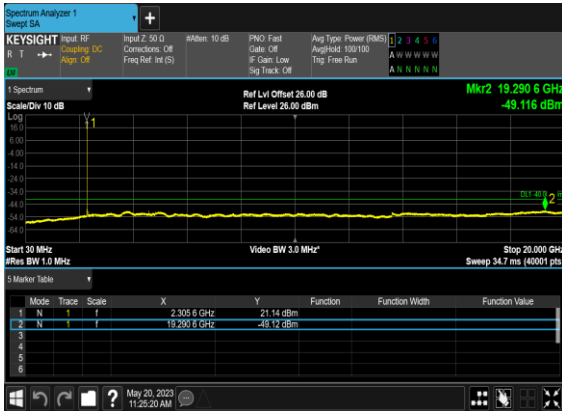 Spectrum Analyzer 1
Swept SA
+
KEYSIGHT Input: RF Input Z: 50 Ω #Atten: 10 dB PNO: Fast Avg Type: Power (RMS) 1 2 3 4 5 6
R T Coupling: DC Corrections: Off Gate: Off Avg|Hold: 100/100 A W W W W W
Align: Off Freq Ref: Int (S) IF Gain: Low Trig: Free Run
LXI Sig Track: Off A N N N N N
1 Spectrum Ref Lvl Offset 26.00 dB Mkr2 19.290 6 GHz
Scale/Div 10 dB Ref Level 26.00 dBm -49.116 dBm
Log
16.0
6.00
-4.00
-14.0
-24.0
-34.0
-44.0
-54.0
-64.0
1
2
Start 30 MHz Video BW 3.0 MHz* Stop 20.000 GHz
#Res BW 1.0 MHz Sweep 34.7 ms (40001 pts)
5 Marker Table
Mode Trace Scale X Y Function Function Width Function Value
1 N 1 f 2.305 6 GHz 21.14 dBm
2 N 1 f 19.290 6 GHz -49.12 dBm
3
4
5
6
? May 20, 2023
11:25:20 AM